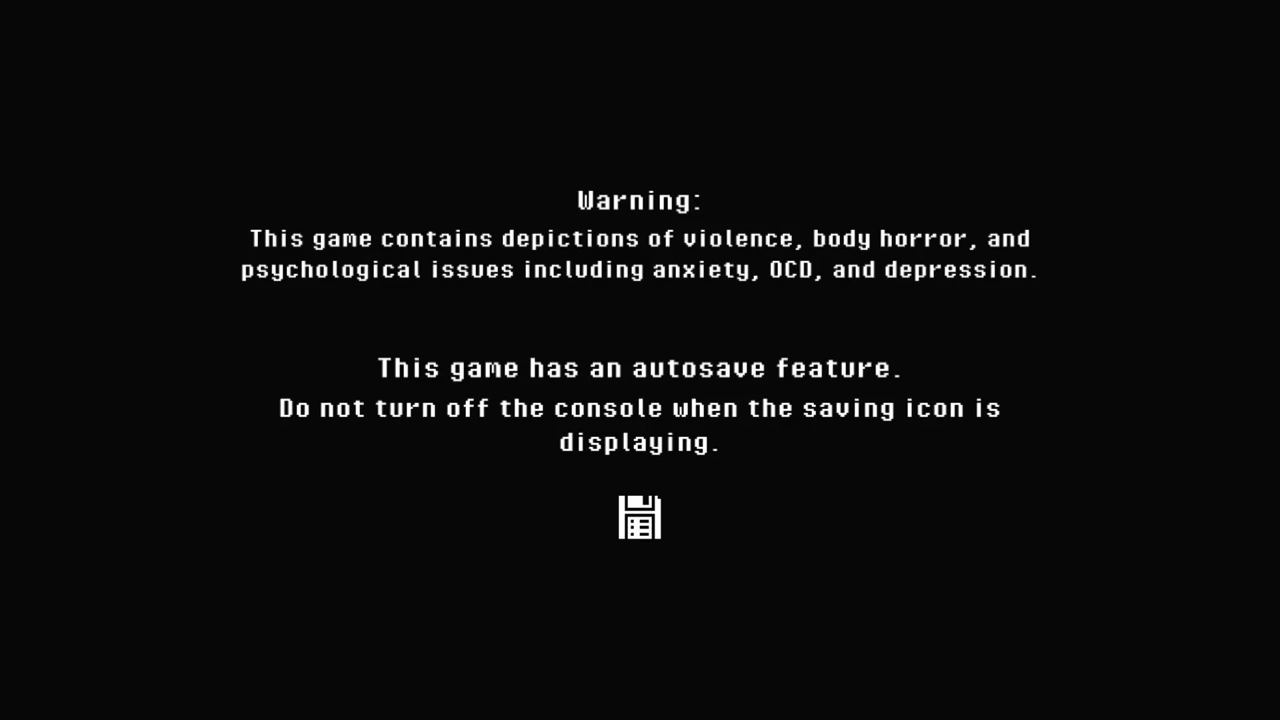 Warning:
This game contains depictions of violence, body horror, and
psychological issues including anxiety, OCD, and depression.
This game has an autosave feature.
Do not turn off the console when the saving icon is
displaying.